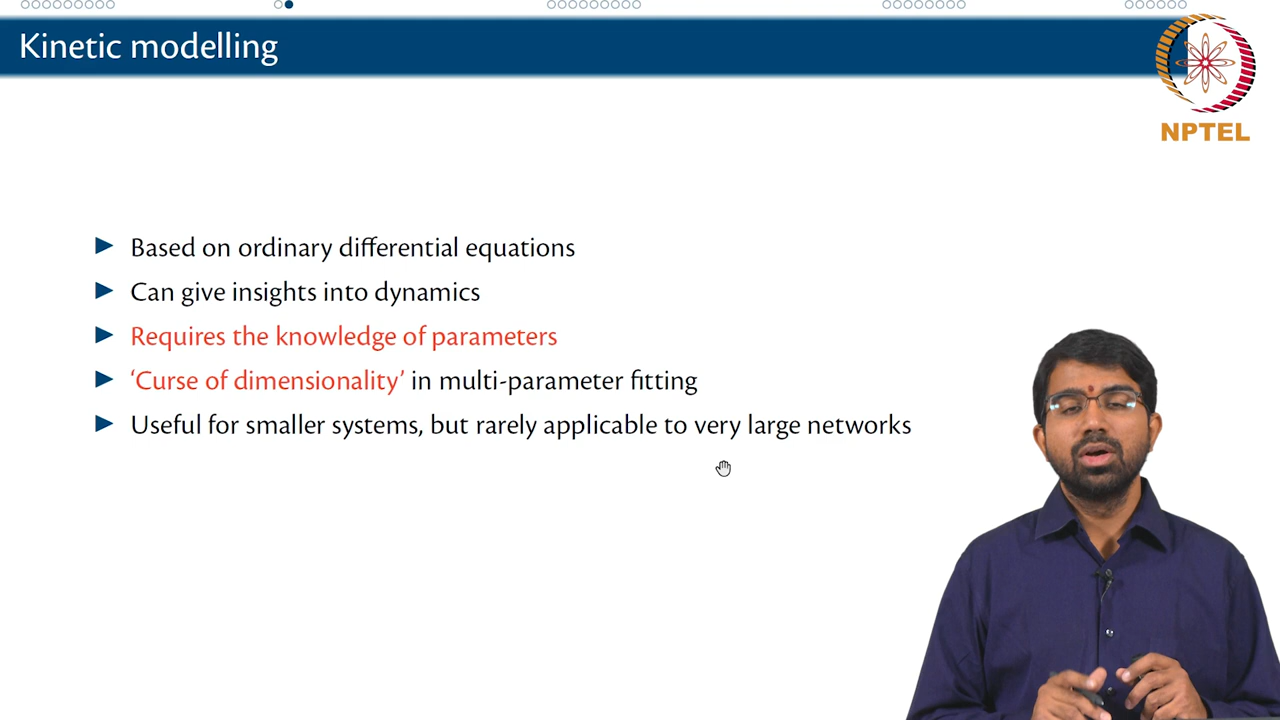 Kinetic modelling
NPTEL
Based on ordinary differential equations
Can give insights into dynamics
Requires the knowledge of parameters
‘Curse of dimensionality’ in multi-parameter fitting
Useful for smaller systems, but rarely applicable to very large networks